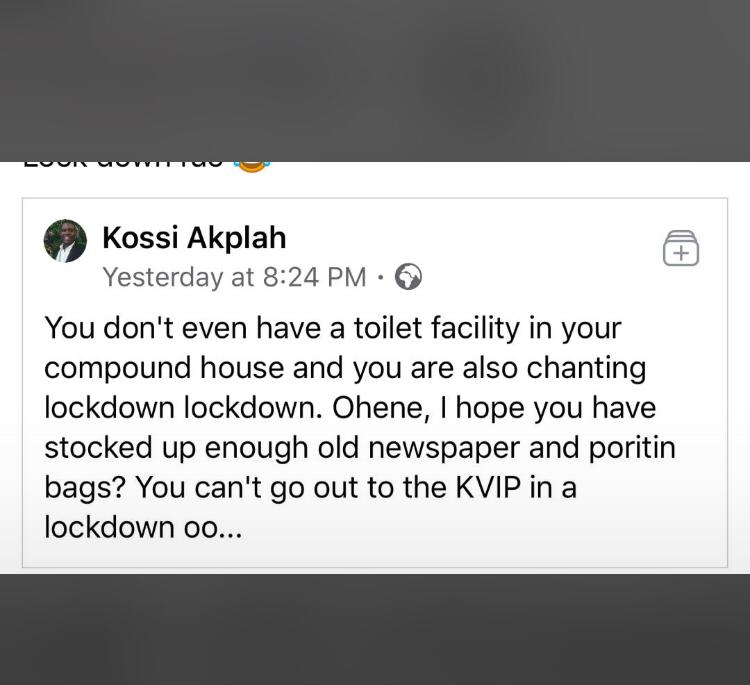 Kossi Akplah
Yesterday at 8:24 PM ·
You don't even have a toilet facility in your
compound house and you are also chanting
lockdown lockdown. Ohene, I hope you have
stocked up enough old newspaper and poritin
bags? You can't go out to the KVIP in a
lockdown oo...